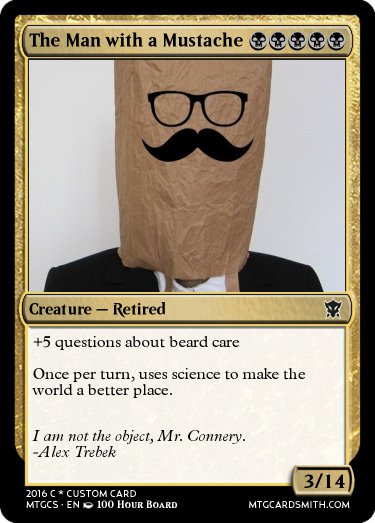 The Man with a Mustache
Creature — Retired
+5 questions about beard care
Once per turn, uses science to make the
world a better place.
I am not the object, Mr. Connery.
-Alex Trebek
3/14
2016 C * CUSTOM CARD
MTGCS · EN 100 HOUR BOARD
MTGCARDSMITH.COM